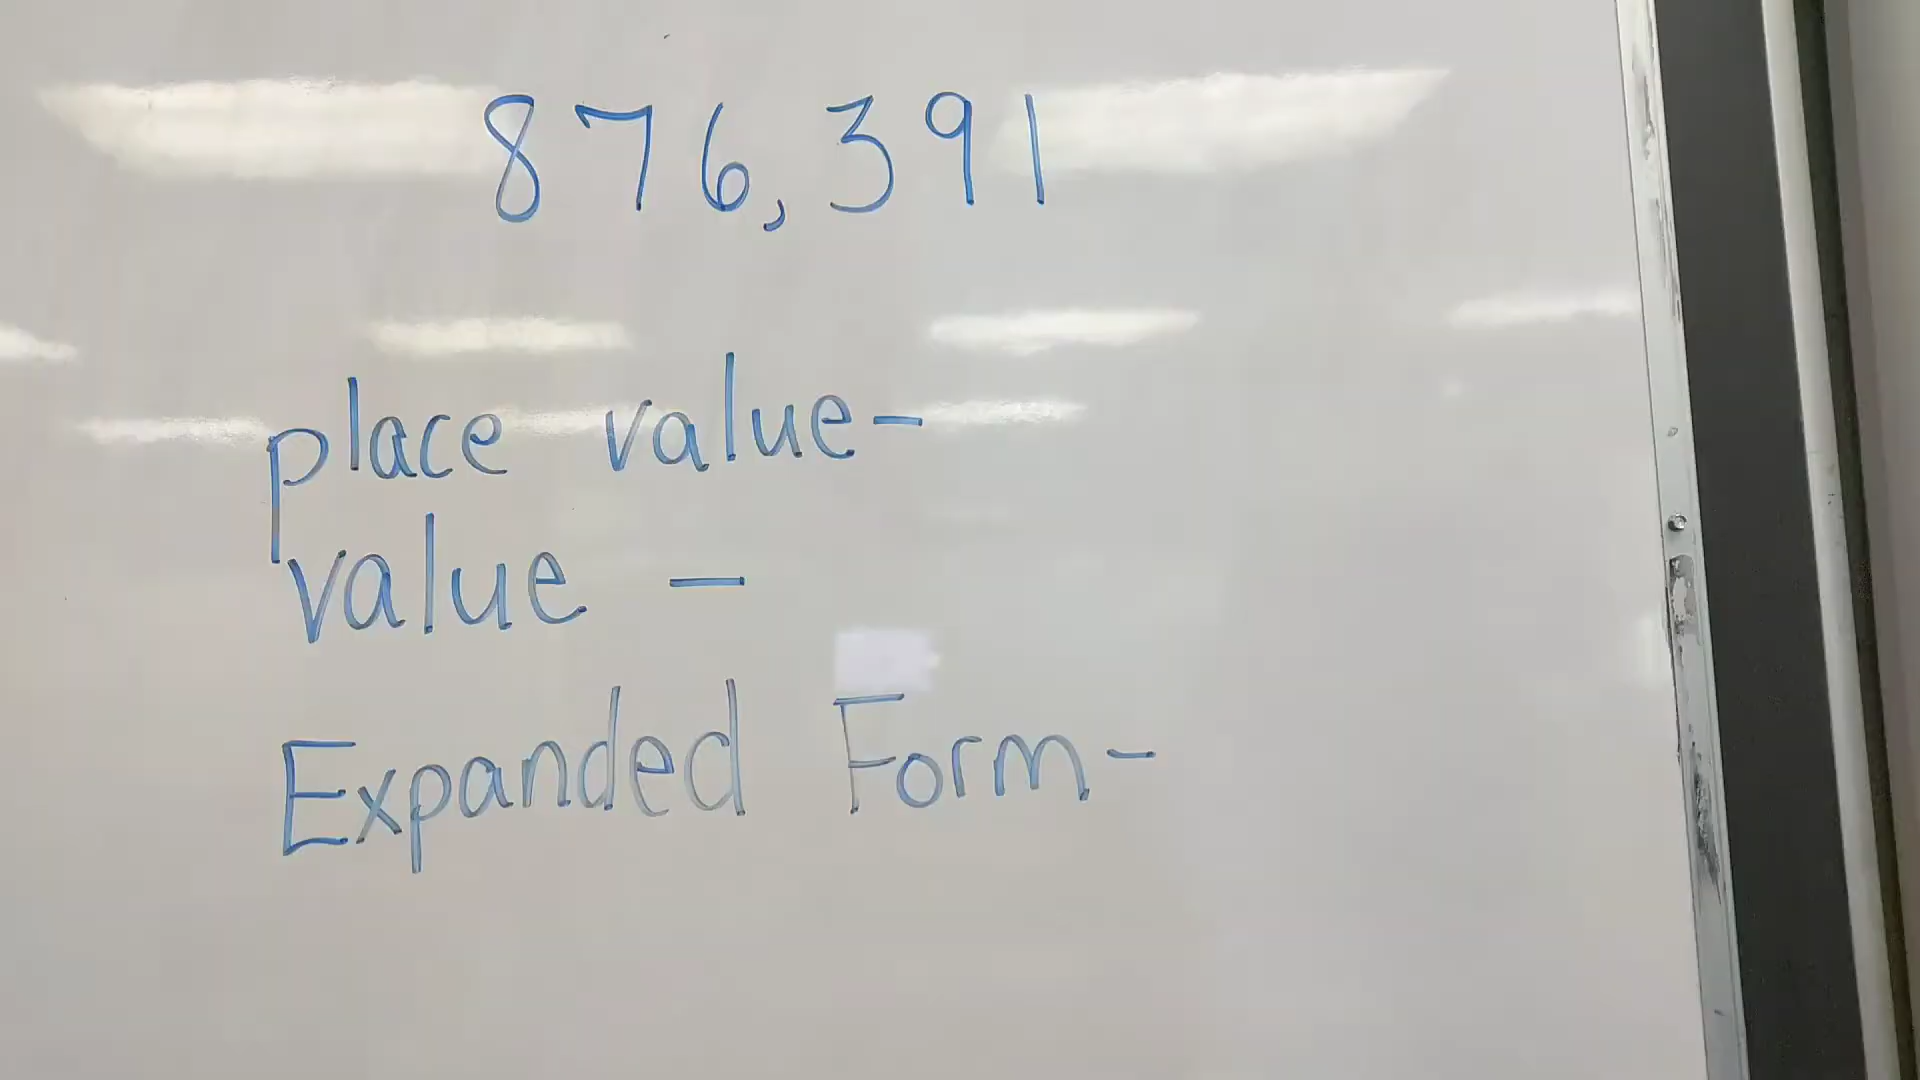 876,391
place value-
value -
Expanded Form-